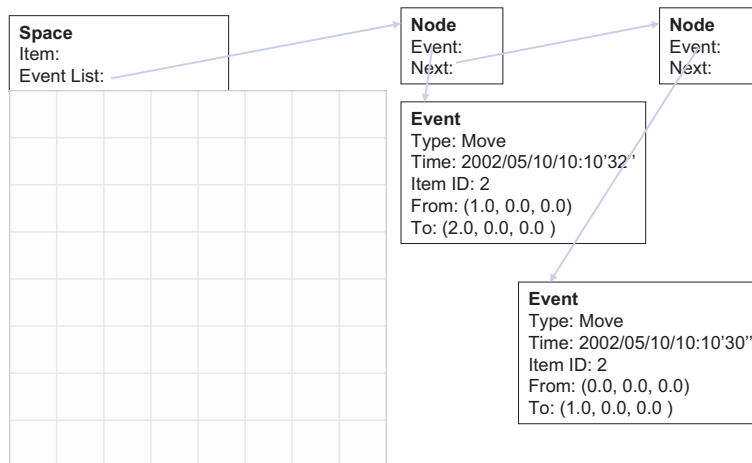 Space
Item:
Event List:
Node
Event:
Next:
Node
Event:
Next:
Event
Type: Move
Time: 2002/05/10/10:10'32''
Item ID: 2
From: (1.0, 0.0, 0.0)
To: (2.0, 0.0, 0.0 )
Event
Type: Move
Time: 2002/05/10/10:10'30''
Item ID: 2
From: (0.0, 0.0, 0.0)
To: (1.0, 0.0, 0.0 )